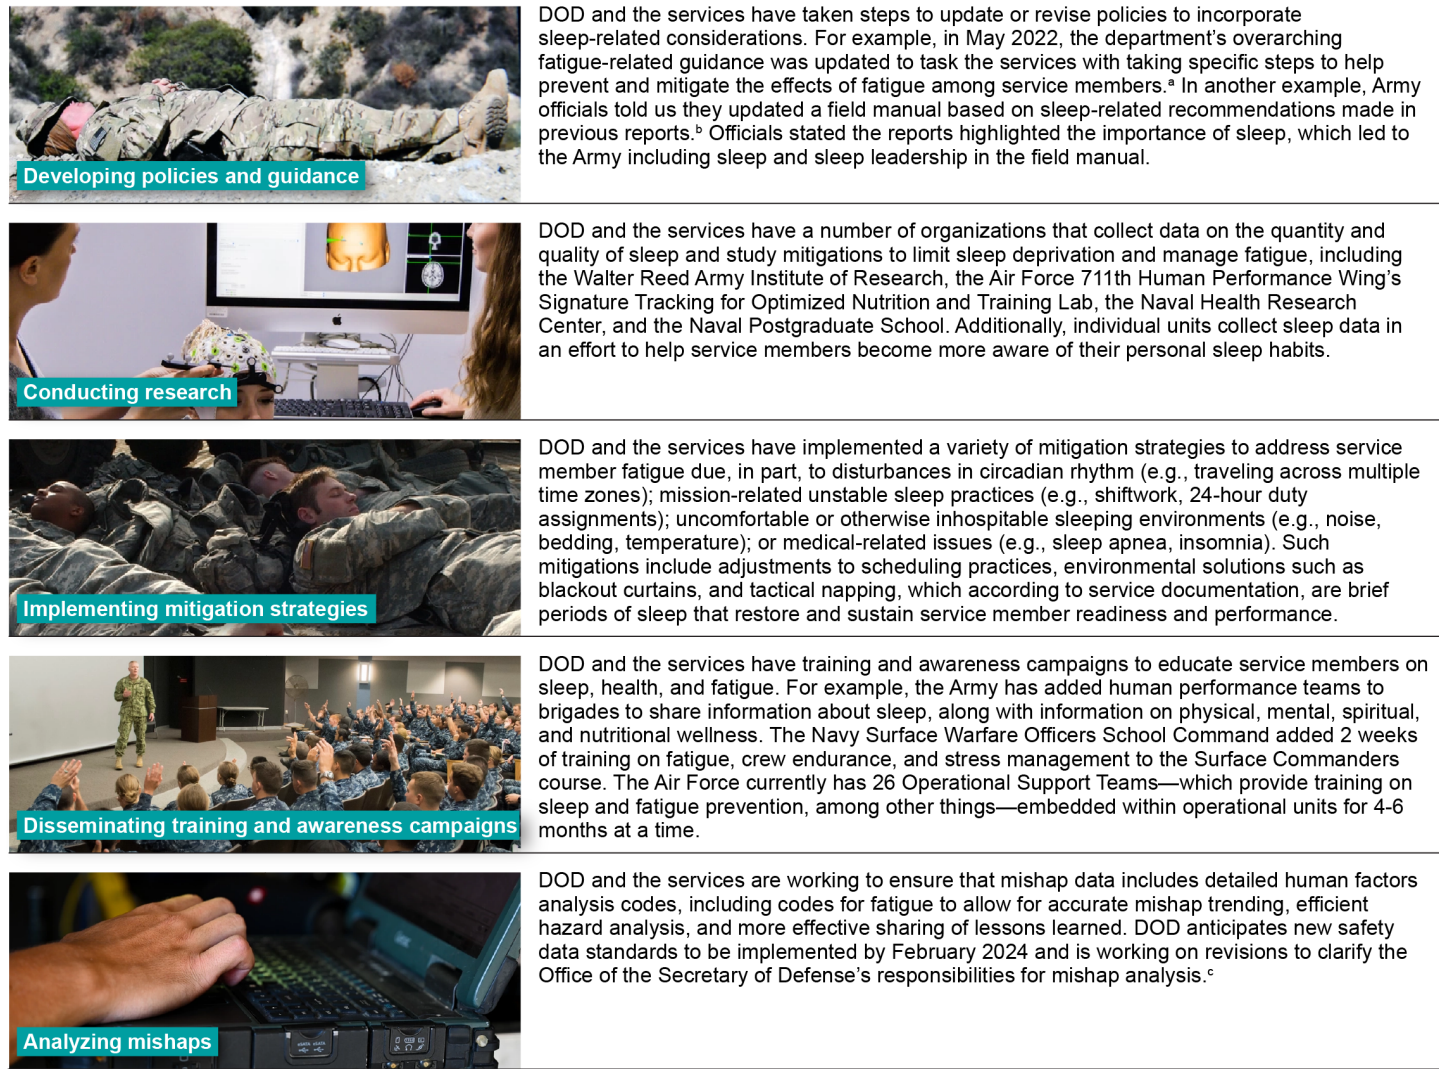 DOD and the services have taken steps to update or revise policies to incorporate
sleep-related considerations. For example, in May 2022, the department’s overarching
fatigue-related guidance was updated to task the services with taking specific steps to help
prevent and mitigate the effects of fatigue among service members.ᵃ In another example, Army
officials told us they updated a field manual based on sleep-related recommendations made in
previous reports.ᵇ Officials stated the reports highlighted the importance of sleep, which led to
the Army including sleep and sleep leadership in the field manual.
Developing policies and guidance
DOD and the services have a number of organizations that collect data on the quantity and
quality of sleep and study mitigations to limit sleep deprivation and manage fatigue, including
the Walter Reed Army Institute of Research, the Air Force 711th Human Performance Wing’s
Signature Tracking for Optimized Nutrition and Training Lab, the Naval Health Research
Center, and the Naval Postgraduate School. Additionally, individual units collect sleep data in
an effort to help service members become more aware of their personal sleep habits.
Conducting research
DOD and the services have implemented a variety of mitigation strategies to address service
member fatigue due, in part, to disturbances in circadian rhythm (e.g., traveling across multiple
time zones); mission-related unstable sleep practices (e.g., shiftwork, 24-hour duty
assignments); uncomfortable or otherwise inhospitable sleeping environments (e.g., noise,
bedding, temperature); or medical-related issues (e.g., sleep apnea, insomnia). Such
mitigations include adjustments to scheduling practices, environmental solutions such as
blackout curtains, and tactical napping, which according to service documentation, are brief
periods of sleep that restore and sustain service member readiness and performance.
Implementing mitigation strategies
DOD and the services have training and awareness campaigns to educate service members on
sleep, health, and fatigue. For example, the Army has added human performance teams to
brigades to share information about sleep, along with information on physical, mental, spiritual,
and nutritional wellness. The Navy Surface Warfare Officers School Command added 2 weeks
of training on fatigue, crew endurance, and stress management to the Surface Commanders
course. The Air Force currently has 26 Operational Support Teams—which provide training on
sleep and fatigue prevention, among other things—embedded within operational units for 4-6
months at a time.
Disseminating training and awareness campaigns
DOD and the services are working to ensure that mishap data includes detailed human factors
analysis codes, including codes for fatigue to allow for accurate mishap trending, efficient
hazard analysis, and more effective sharing of lessons learned. DOD anticipates new safety
data standards to be implemented by February 2024 and is working on revisions to clarify the
Office of the Secretary of Defense’s responsibilities for mishap analysis.ᶜ
Analyzing mishaps